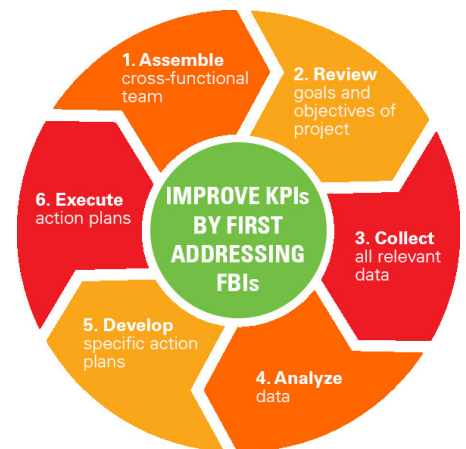 1. Assemble
cross-functional
team
2. Review
goals and
objectives of
project
3. Collect
all relevant
data
4. Analyze
data
5. Develop
specific action
plans
6. Execute
action plans
IMPROVE KPIs
BY FIRST
ADDRESSING
FBIs